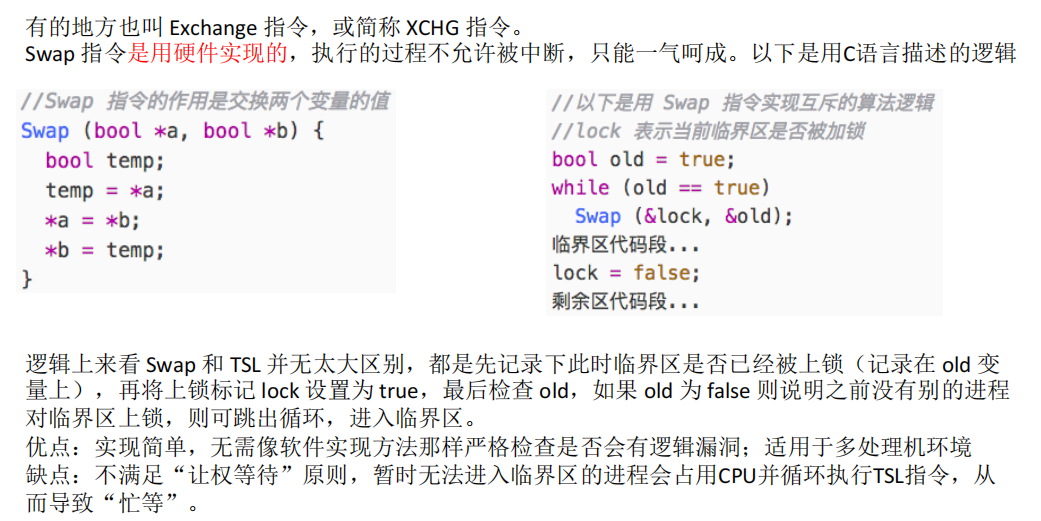 有的地方也叫 Exchange 指令，或简称 XCHG 指令。
Swap 指令是用硬件实现的，执行的过程不允许被中断，只能一气呵成。以下是用C语言描述的逻辑
//Swap 指令的作用是交换两个变量的值
Swap (bool *a, bool *b) {
  bool temp;
  temp = *a;
  *a = *b;
  *b = temp;
}
//以下是用 Swap 指令实现互斥的算法逻辑
//lock 表示当前临界区是否被加锁
bool old = true;
while (old == true)
  Swap (&lock, &old);
临界区代码段...
lock = false;
剩余区代码段...
逻辑上来看 Swap 和 TSL 并无太大区别，都是先记录下此时临界区是否已经被上锁（记录在 old 变
量上），再将上锁标记 lock 设置为 true，最后检查 old，如果 old 为 false 则说明之前没有别的进程
对临界区上锁，则可跳出循环，进入临界区。
优点：实现简单，无需像软件实现方法那样严格检查是否会有逻辑漏洞；适用于多处理机环境
缺点：不满足“让权等待”原则，暂时无法进入临界区的进程会占用CPU并循环执行TSL指令，从
而导致“忙等”。